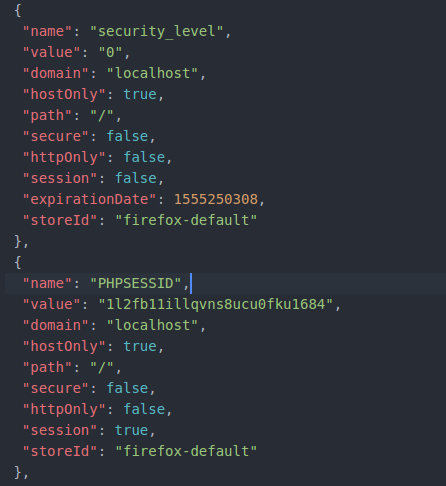 {
"name": "security_level",
"value": "0",
"domain": "localhost",
"hostOnly": true,
"path": "/",
"secure": false,
"httpOnly": false,
"session": false,
"expirationDate": 1555250308,
"storeId": "firefox-default"
},
{
"name": "PHPSESSID",
"value": "1l2fb11illqvns8ucu0fku1684",
"domain": "localhost",
"hostOnly": true,
"path": "/",
"secure": false,
"httpOnly": false,
"session": true,
"storeId": "firefox-default"
},